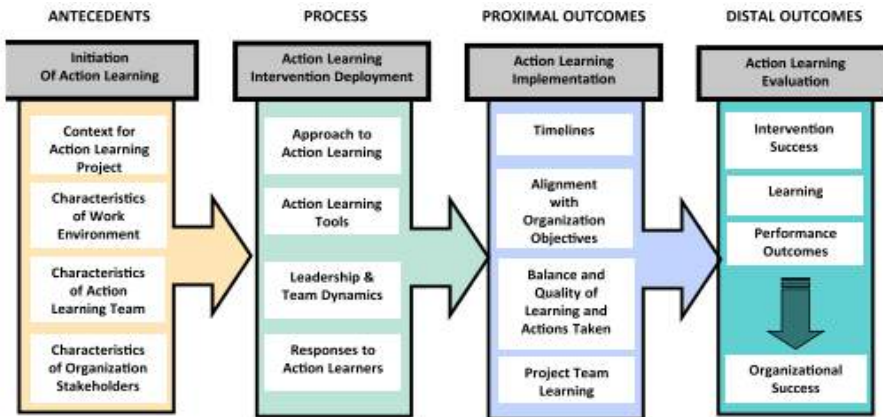 ANTECEDENTS
PROCESS
PROXIMAL OUTCOMES
DISTAL OUTCOMES
Initiation
Of Action Learning
Action Learning
Intervention Deployment
Action Learning
Implementation
Action Learning
Evaluation
Context for
Action Learning
Project
Characteristics
of Work
Environment
Characteristics
of Action
Learning Team
Characteristics
of Organization
Stakeholders
Approach to
Action Learning
Action Learning
Tools
Leadership &
Team Dynamics
Responses to
Action Learners
Timelines
Alignment
with
Organization
Objectives
Balance and
Quality of
Learning and
Actions Taken
Project Team
Learning
Intervention
Success
Learning
Performance
Outcomes
Organizational
Success